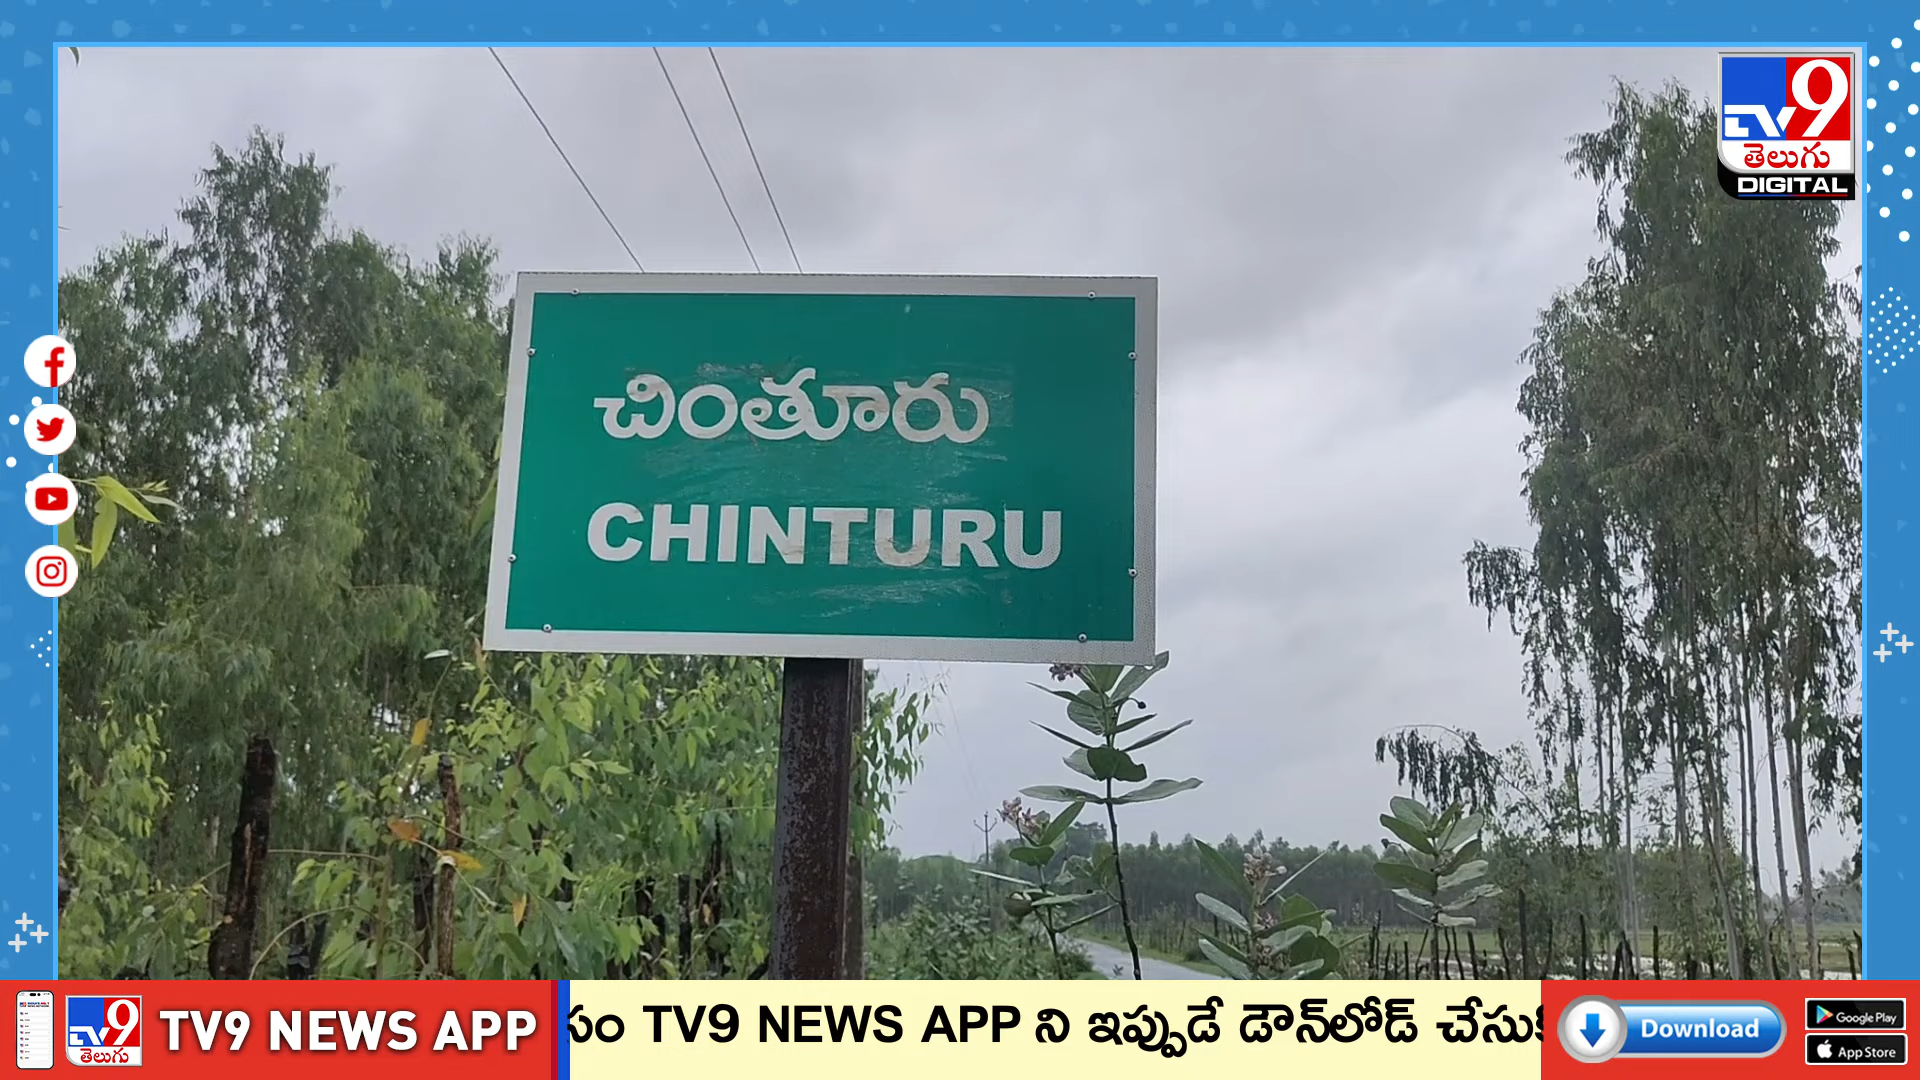 TV9
తెలుగు
DIGITAL
చింతూరు
CHINTURU
TV9
తెలుగు
TV9 NEWS APP
TV9 NEWS APP ని ఇప్పుడే డౌన్‌లోడ్
Download
Google Play
App Store